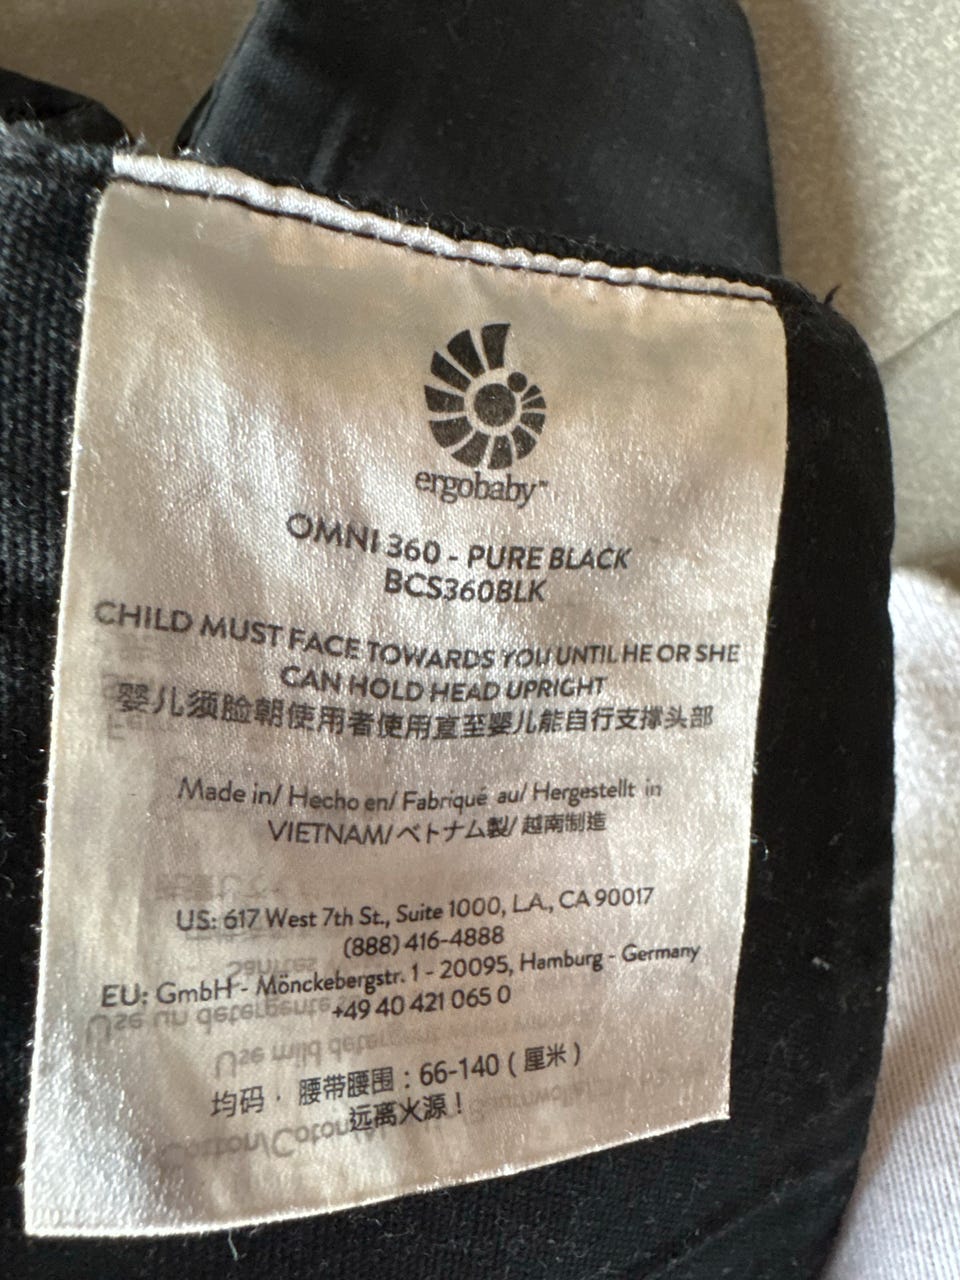 ergobaby™
OMNI 360 - PURE BLACK
BCS360BLK
CHILD MUST FACE TOWARDS YOU UNTIL HE OR SHE
CAN HOLD HEAD UPRIGHT
婴儿须脸朝使用者使用直至婴儿能自行支撑头部
Made in/ Hecho en/ Fabriqué au/ Hergestellt in
VIETNAM/ベトナム製/越南制造
US: 617 West 7th St., Suite 1000, L.A., CA 90017
(888) 416-4888
EU: GmbH - Mönckebergstr. 1 - 20095, Hamburg - Germany
+49 40 421 065 0
均码 · 腰带腰围：66-140（厘米）
远离火源！